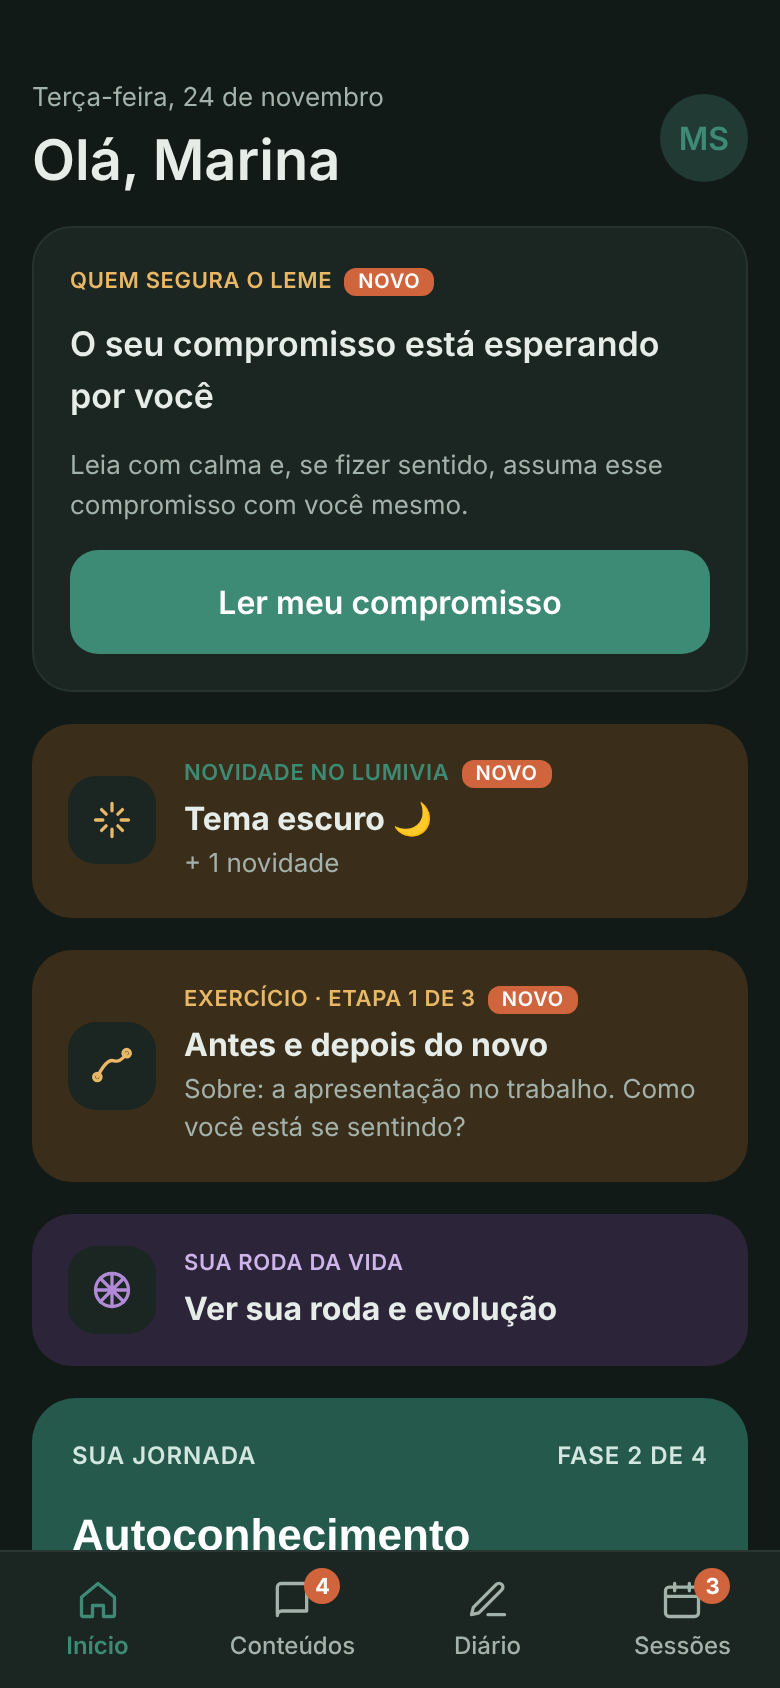 Terça-feira, 24 de novembro
Olá, Marina
MS
QUEM SEGURA O LEME NOVO
O seu compromisso está esperando
por você
Leia com calma e, se fizer sentido, assuma esse
compromisso com você mesmo.
Ler meu compromisso
NOVIDADE NO LUMIVIA NOVO
Tema escuro 🌙
+ 1 novidade
EXERCÍCIO · ETAPA 1 DE 3 NOVO
Antes e depois do novo
Sobre: a apresentação no trabalho. Como
você está se sentindo?
SUA RODA DA VIDA
Ver sua roda e evolução
SUA JORNADA FASE 2 DE 4
Autoconhecimento
4 3
Início Conteúdos Diário Sessões